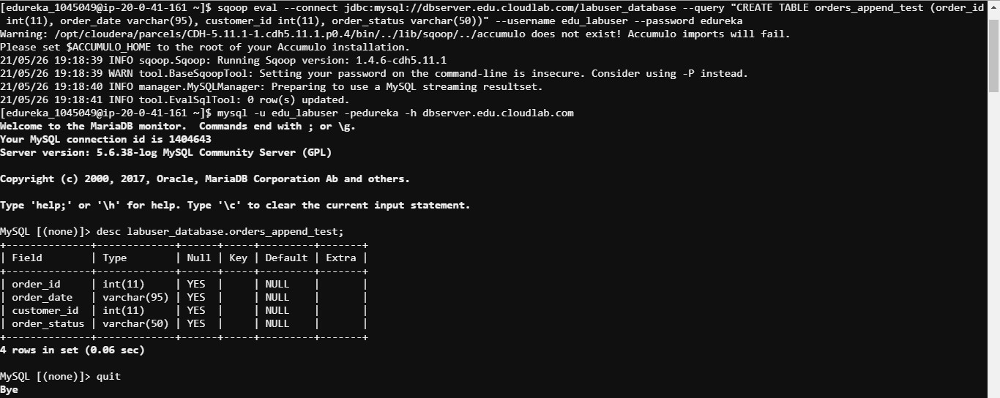 [edureka_1045049@ip-20-0-41-161 ~]$ sqoop eval --connect jdbc:mysql://dbserver.edu.cloudlab.com/labuser_database --query "CREATE TABLE orders_append_test (order_id
 int(11), order_date varchar(95), customer_id int(11), order_status varchar(50))" --username edu_labuser --password edureka
Warning: /opt/cloudera/parcels/CDH-5.11.1-1.cdh5.11.1.p0.4/bin/../lib/sqoop/../accumulo does not exist! Accumulo imports will fail.
Please set $ACCUMULO_HOME to the root of your Accumulo installation.
21/05/26 19:18:39 INFO sqoop.Sqoop: Running Sqoop version: 1.4.6-cdh5.11.1
21/05/26 19:18:39 WARN tool.BaseSqoopTool: Setting your password on the command-line is insecure. Consider using -P instead.
21/05/26 19:18:40 INFO manager.MySQLManager: Preparing to use a MySQL streaming resultset.
21/05/26 19:18:41 INFO tool.EvalSqlTool: 0 row(s) updated.
[edureka_1045049@ip-20-0-41-161 ~]$ mysql -u edu_labuser -pedureka -h dbserver.edu.cloudlab.com
Welcome to the MariaDB monitor.  Commands end with ; or \g.
Your MySQL connection id is 1404643
Server version: 5.6.38-log MySQL Community Server (GPL)
Copyright (c) 2000, 2017, Oracle, MariaDB Corporation Ab and others.
Type 'help;' or '\h' for help. Type '\c' to clear the current input statement.
MySQL [(none)]> desc labuser_database.orders_append_test;
+--------------+-------------+------+-----+---------+-------+
| Field        | Type        | Null | Key | Default | Extra |
+--------------+-------------+------+-----+---------+-------+
| order_id     | int(11)     | YES  |     | NULL    |       |
| order_date   | varchar(95) | YES  |     | NULL    |       |
| customer_id  | int(11)     | YES  |     | NULL    |       |
| order_status | varchar(50) | YES  |     | NULL    |       |
+--------------+-------------+------+-----+---------+-------+
4 rows in set (0.06 sec)
MySQL [(none)]> quit
Bye